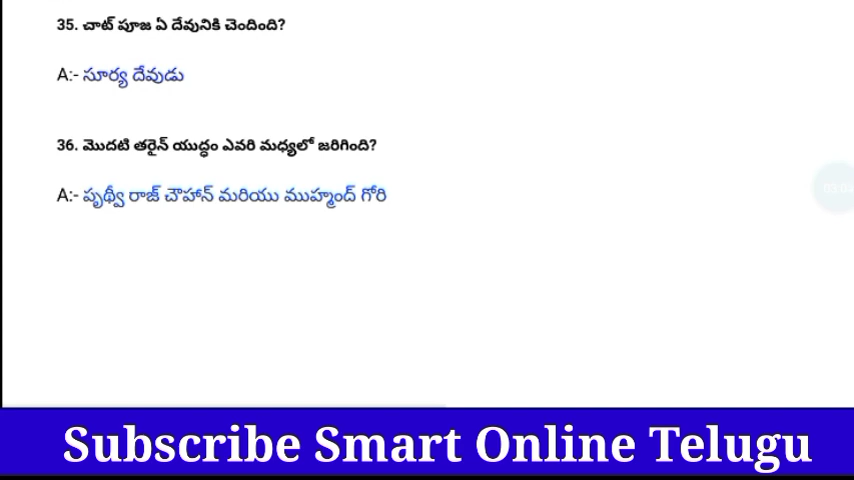 35. చాట్ పూజ ఏ దేవునికి చెందింది?
A:- సూర్య దేవుడు
36. మొదటి తరైన్ యుద్ధం ఎవరి మధ్యలో జరిగింది?
A:- పృథ్వీ రాజ్ చౌహాన్ మరియు ముహ్మంద్ గోరి
Subscribe Smart Online Telugu